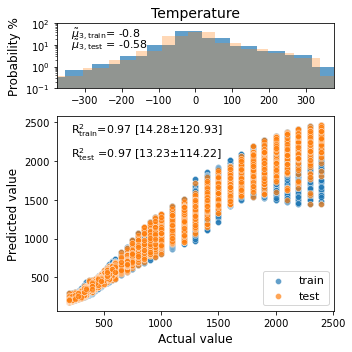 Temperature
Probability %
10²
10¹
10⁰
10⁻¹
μ̃₃,train= -0.8
μ̃₃,test = -0.58
−300 −200 −100 0 100 200 300
Predicted value
2500
2000
1500
1000
500
R²train=0.97 [14.28±120.93]
R²test =0.97 [13.23±114.22]
train
test
500 1000 1500 2000 2500
Actual value